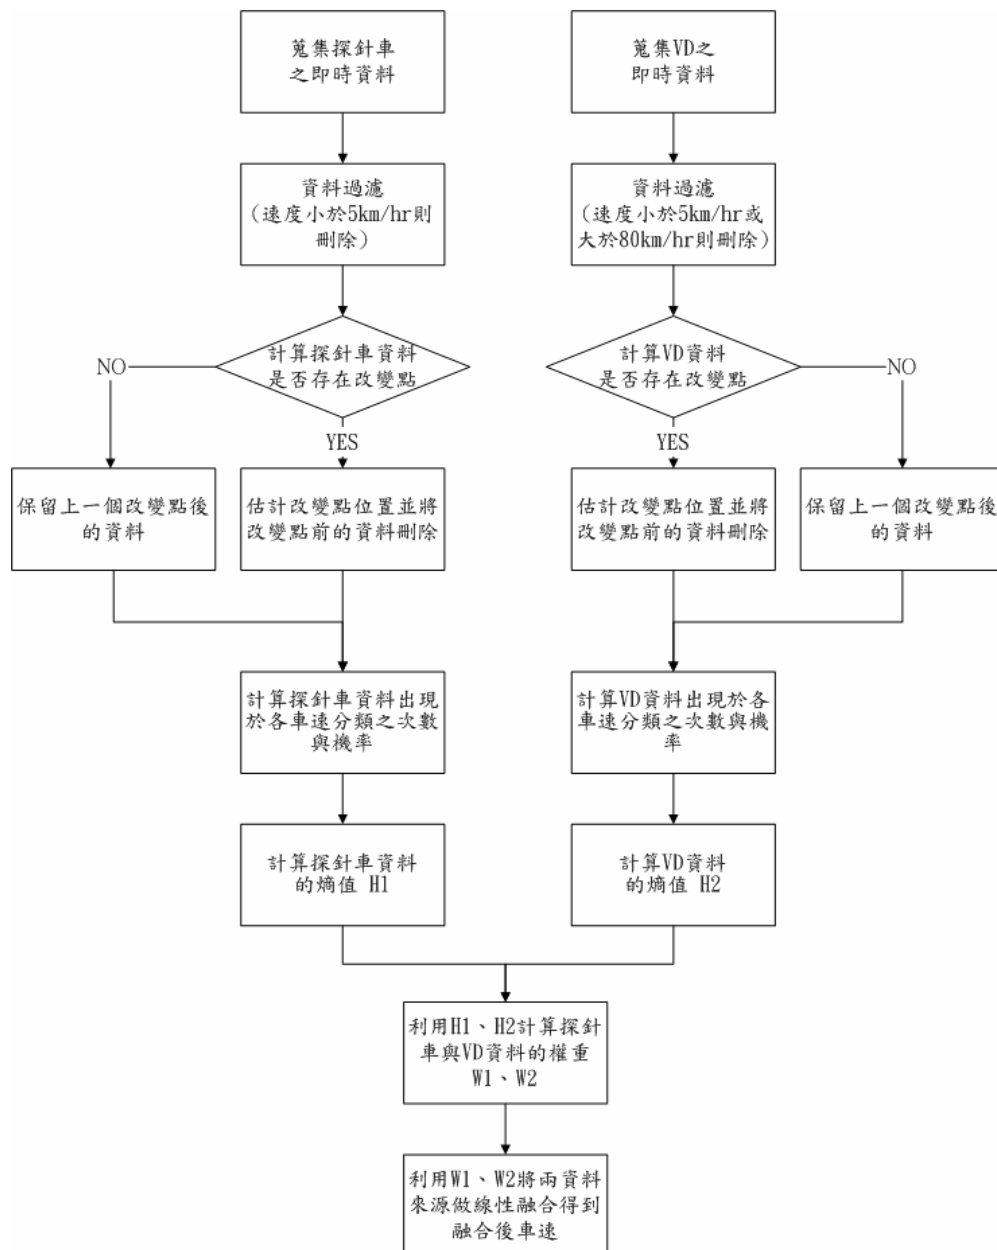 蒐集探針車
之即時資料
蒐集VD之
即時資料
資料過濾
(速度小於5km/hr則
刪除)
資料過濾
(速度小於5km/hr或
大於80km/hr則刪除)
計算探針車資料
是否存在改變點
計算VD資料
是否存在改變點
NO
YES
YES
NO
保留上一個改變點後
的資料
估計改變點位置並將
改變點前的資料刪除
估計改變點位置並將
改變點前的資料刪除
保留上一個改變點後
的資料
計算探針車資料出現
於各車速分類之次數
與機率
計算VD資料出現於各
車速分類之次數與機
率
計算探針車資料
的熵值 H1
計算VD資料
的熵值 H2
利用H1、H2計算探針
車與VD資料的權重
W1、W2
利用W1、W2將兩資料
來源做線性融合得到
融合後車速